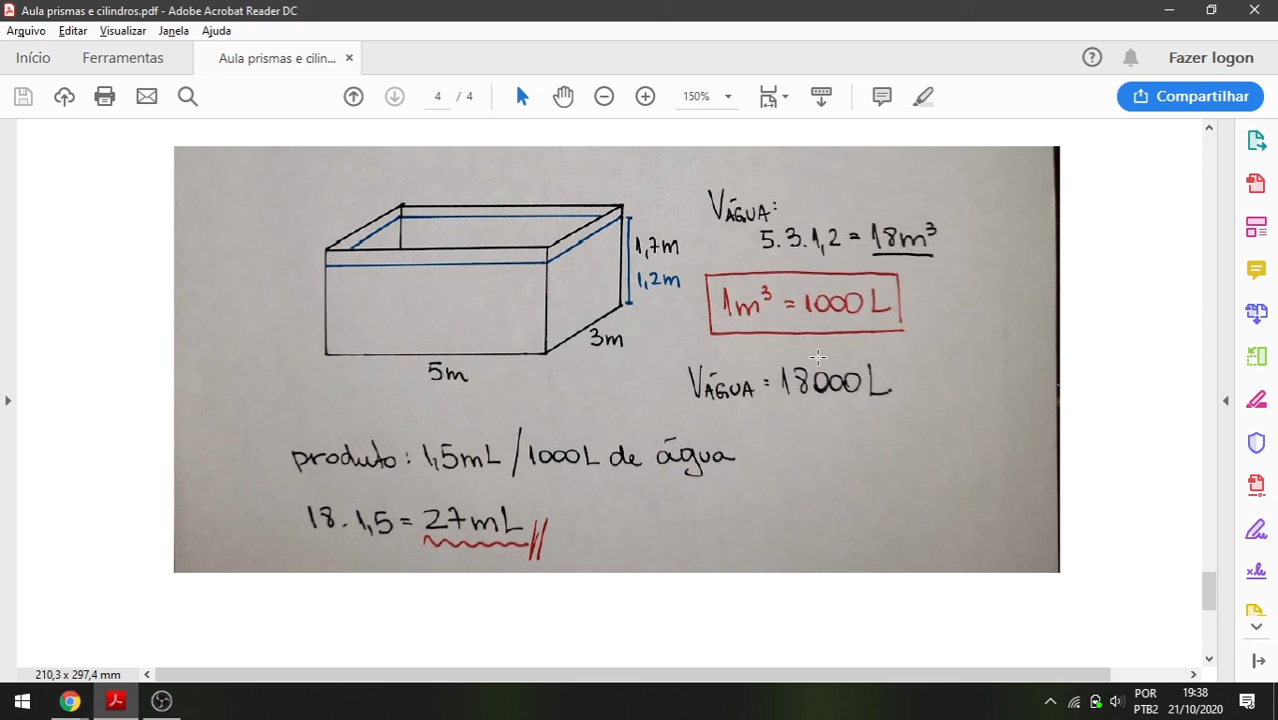 Aula prismas e cilindros.pdf - Adobe Acrobat Reader DC
Arquivo Editar Visualizar Janela Ajuda
Início Ferramentas Aula prismas e cilin... × Fazer logon
4 / 4 150% Compartilhar
VÁGUA:
5.3.1,2 = 18m³
1,7m
1,2m
1m³ = 1000L
3m
5m
VÁGUA = 18000L
produto: 1,5mL/1000L de água
18.1,5 = 27mL//
210,3 x 297,4 mm
POR 19:38
PTB2 21/10/2020